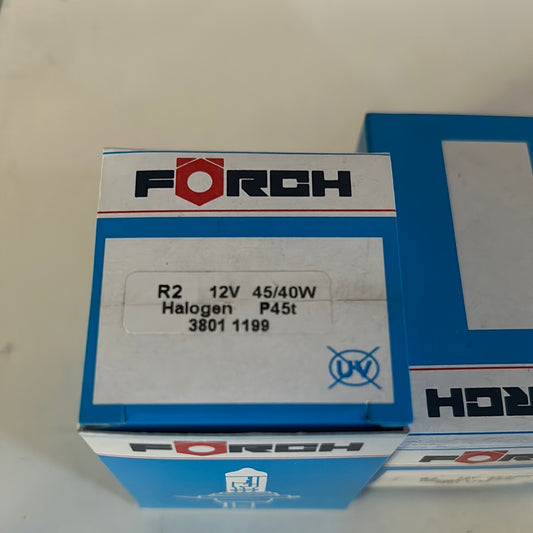 FÖRCH
R2 12V 45/40W
Halogen P45t
3801 1199
UV
FÖRCH
FÖRCH
FÖRCH